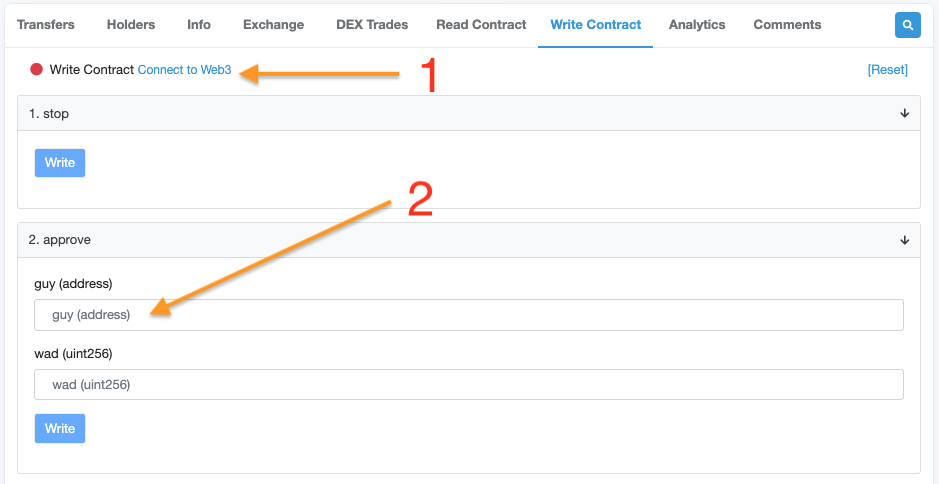 Transfers Holders Info Exchange DEX Trades Read Contract Write Contract Analytics Comments
Write Contract Connect to Web3 1 [Reset]
1. stop
Write
2
2. approve
guy (address)
guy (address)
wad (uint256)
wad (uint256)
Write